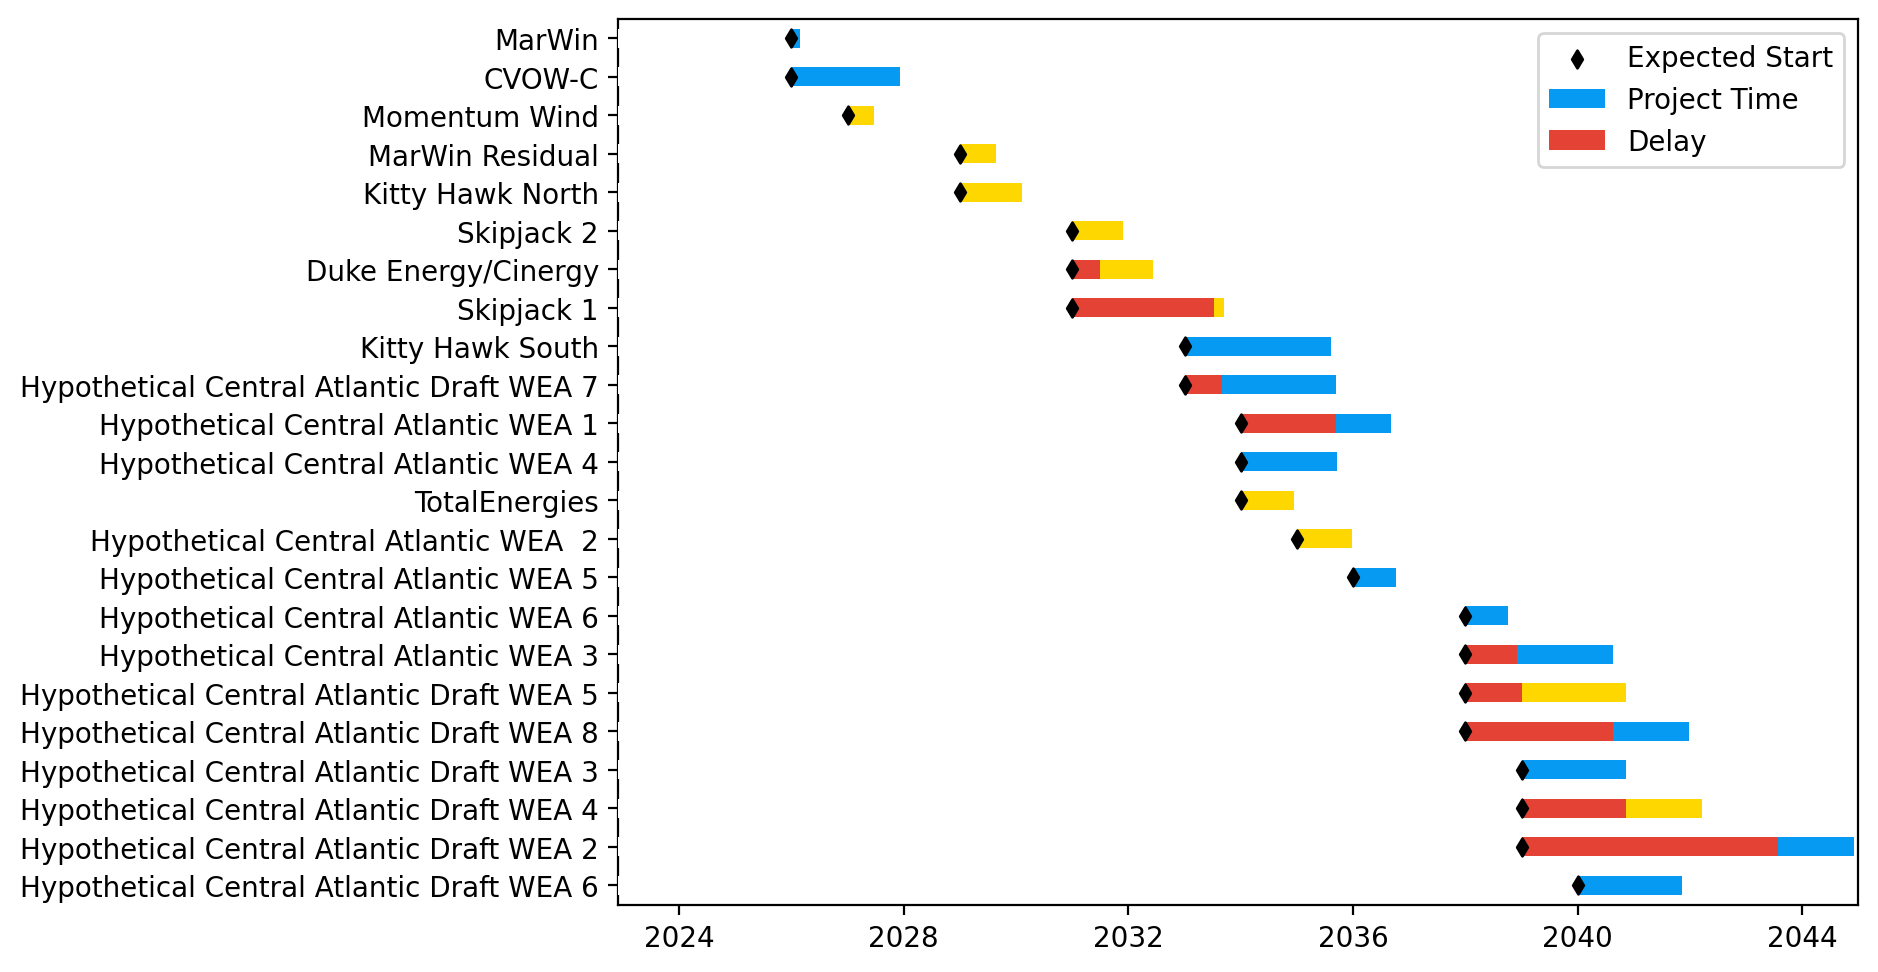 MarWin
CVOW-C
Momentum Wind
MarWin Residual
Kitty Hawk North
Skipjack 2
Duke Energy/Cinergy
Skipjack 1
Kitty Hawk South
Hypothetical Central Atlantic Draft WEA 7
Hypothetical Central Atlantic WEA 1
Hypothetical Central Atlantic WEA 4
TotalEnergies
Hypothetical Central Atlantic WEA  2
Hypothetical Central Atlantic WEA 5
Hypothetical Central Atlantic WEA 6
Hypothetical Central Atlantic WEA 3
Hypothetical Central Atlantic Draft WEA 5
Hypothetical Central Atlantic Draft WEA 8
Hypothetical Central Atlantic Draft WEA 3
Hypothetical Central Atlantic Draft WEA 4
Hypothetical Central Atlantic Draft WEA 2
Hypothetical Central Atlantic Draft WEA 6
Expected Start
Project Time
Delay
2024 2028 2032 2036 2040 2044